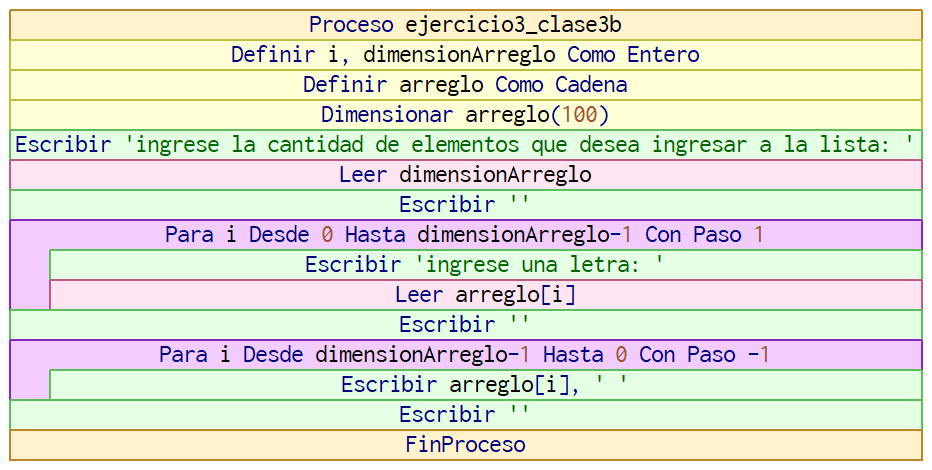 Proceso ejercicio3_clase3b
Definir i, dimensionArreglo Como Entero
Definir arreglo Como Cadena
Dimensionar arreglo(100)
Escribir 'ingrese la cantidad de elementos que desea ingresar a la lista: '
Leer dimensionArreglo
Escribir ''
Para i Desde 0 Hasta dimensionArreglo-1 Con Paso 1
Escribir 'ingrese una letra: '
Leer arreglo[i]
Escribir ''
Para i Desde dimensionArreglo-1 Hasta 0 Con Paso -1
Escribir arreglo[i], ' '
Escribir ''
FinProceso